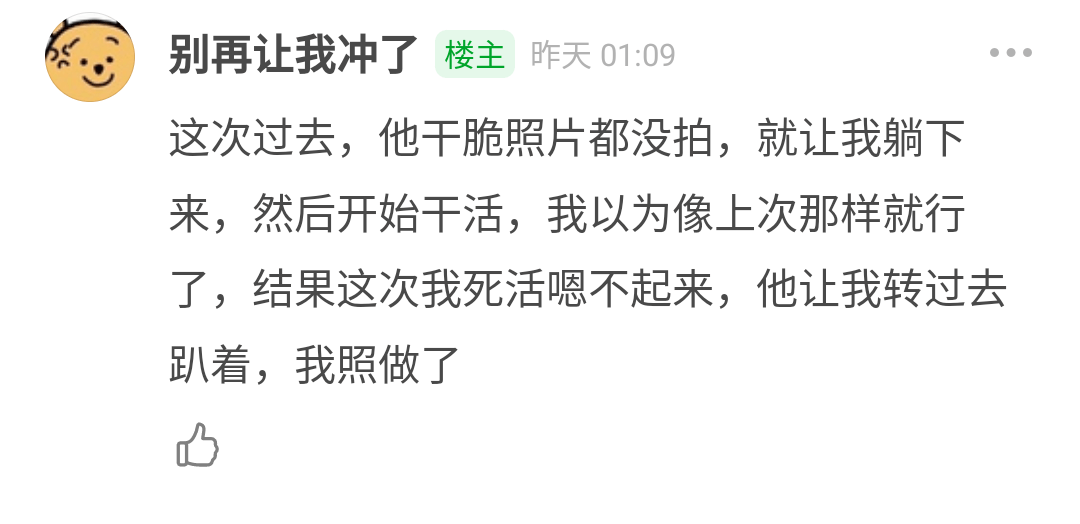 别再让我冲了 楼主 昨天 01:09
这次过去，他干脆照片都没拍，就让我躺下
来，然后开始干活，我以为像上次那样就行
了，结果这次我死活嗯不起来，他让我转过去
趴着，我照做了